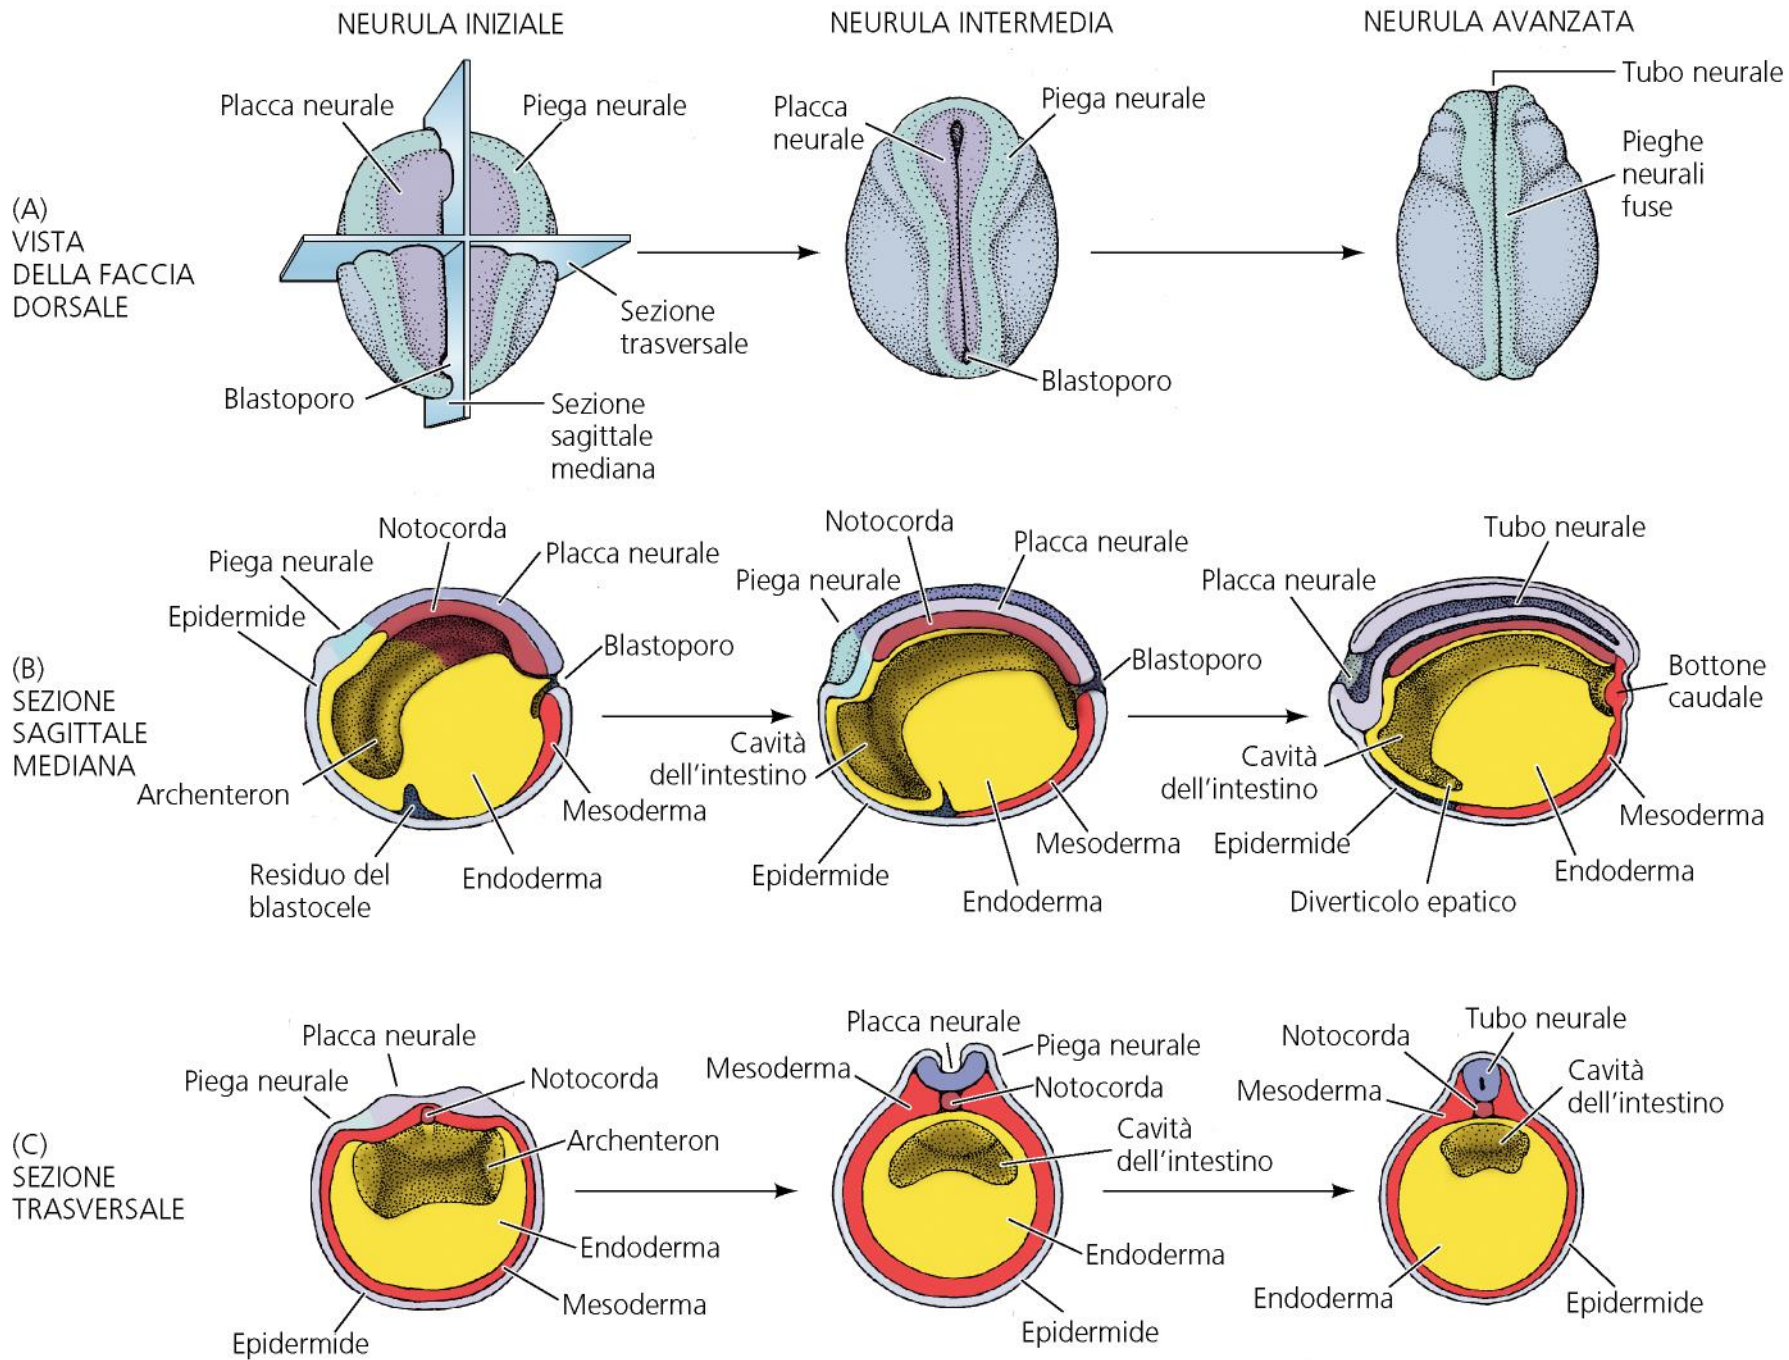 NEURULA INIZIALE
NEURULA INTERMEDIA
NEURULA AVANZATA
(A)
VISTA
DELLA FACCIA
DORSALE
Placca neurale
Piega neurale
Sezione
trasversale
Blastoporo
Sezione
sagittale
mediana
Placca
neurale
Piega neurale
Blastoporo
Tubo neurale
Pieghe
neurali
fuse
(B)
SEZIONE
SAGITTALE
MEDIANA
Notocorda
Piega neurale
Placca neurale
Epidermide
Blastoporo
Archenteron
Mesoderma
Residuo del
blastocele
Endoderma
Notocorda
Placca neurale
Piega neurale
Blastoporo
Cavità
dell'intestino
Mesoderma
Epidermide
Endoderma
Tubo neurale
Placca neurale
Bottone
caudale
Cavità
dell'intestino
Mesoderma
Epidermide
Endoderma
Diverticolo epatico
(C)
SEZIONE
TRASVERSALE
Placca neurale
Piega neurale
Notocorda
Archenteron
Endoderma
Mesoderma
Epidermide
Placca neurale
Piega neurale
Mesoderma
Notocorda
Cavità
dell'intestino
Endoderma
Epidermide
Tubo neurale
Notocorda
Mesoderma
Cavità
dell'intestino
Endoderma
Epidermide